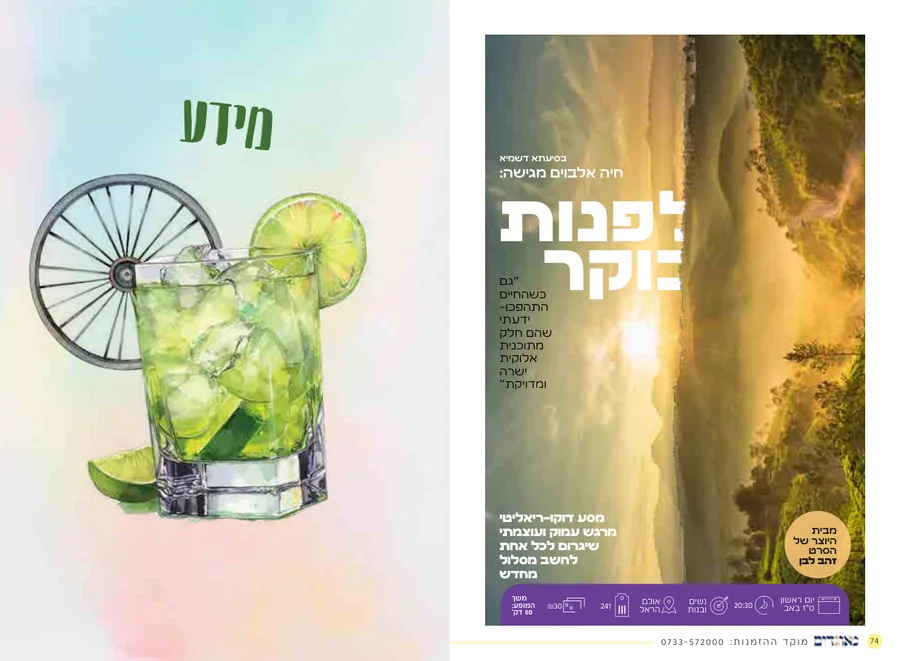 מידע
בסיעתא דשמיא
חיה אלבוים מגישה:
לפנות
בוקר
"גם
כשהחיים
התהפכו-
ידעתי
שהם חלק
מתוכנית
אלוקית
ישרה
ומדויקת"
מסע דוקו-ריאליטי
מרגש עמוק ועוצמתי
שיגרום לכל אחת
לחשב מסלול
מחדש
מבית
היוצר של
הסרט
זהב לבן
יום ראשון
ט"ז באב
20:30
נשים
ובנות
אולם
הראל
241
₪30
משך
המופע:
80 דק'
74
מוקד ההזמנות: 0733-572000